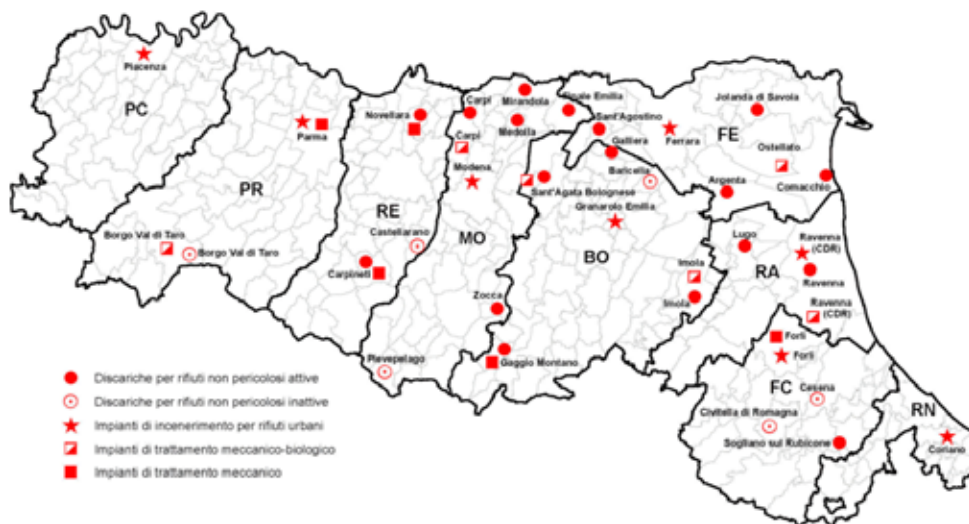 Piacenza
PC
Parma
PR
Borgo Val di Taro
Borgo Val di Taro
Novellara
RE
Castellarano
Carpineti
Carpi
Mirandola
Finale Emilia
Medolla
Carpi
Modena
MO
Zocca
Pievepelago
Sant'Agostino
Galliera
Baricella
Sant'Agata Bolognese
Granarolo Emilia
BO
Imola
Imola
Gaggio Montano
Jolanda di Savoia
FE
Ferrara
Ostellato
Comacchio
Argenta
Lugo
Ravenna
(CDR)
RA
Ravenna
Ravenna
(CDR)
Forlì
Forlì
FC
Cesena
Civitella di Romagna
Sogliano sul Rubicone
RN
Coriano
Discariche per rifiuti non pericolosi attive
Discariche per rifiuti non pericolosi inattive
Impianti di incenerimento per rifiuti urbani
Impianti di trattamento meccanico-biologico
Impianti di trattamento meccanico